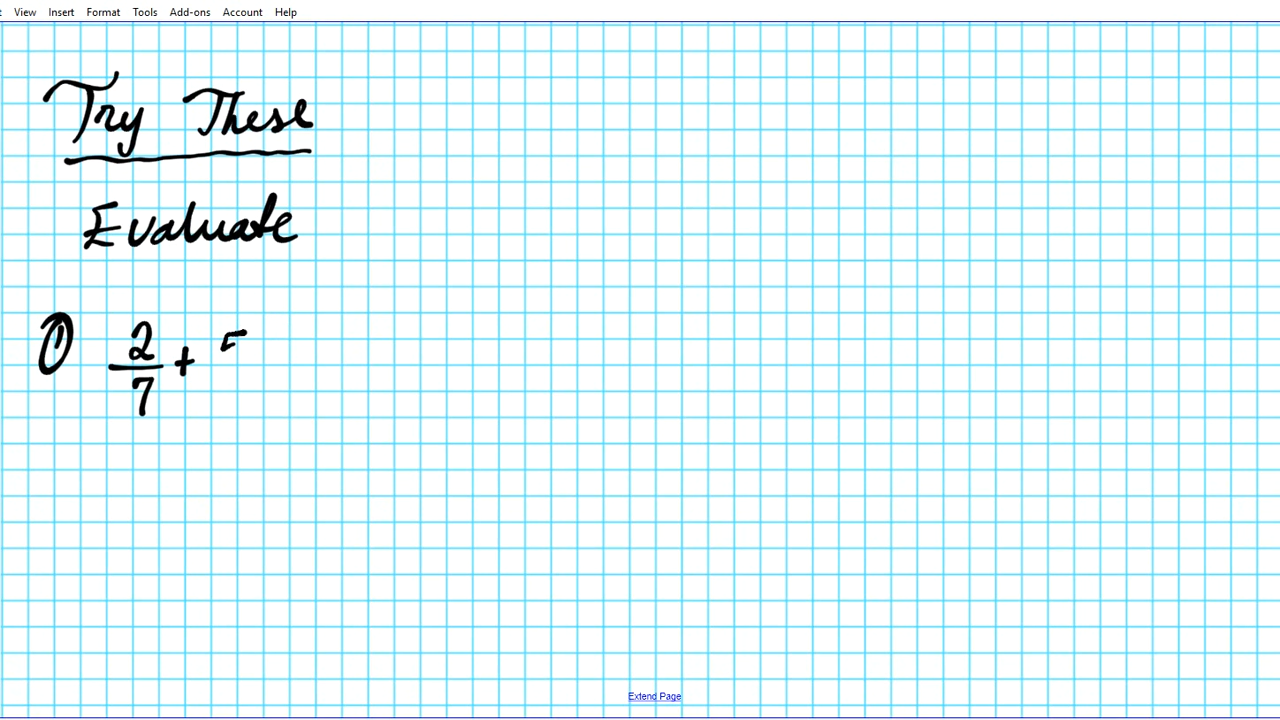 View Insert Format Tools Add-ons Account Help
Try These
Evaluate
① 2/7 +
Extend Page